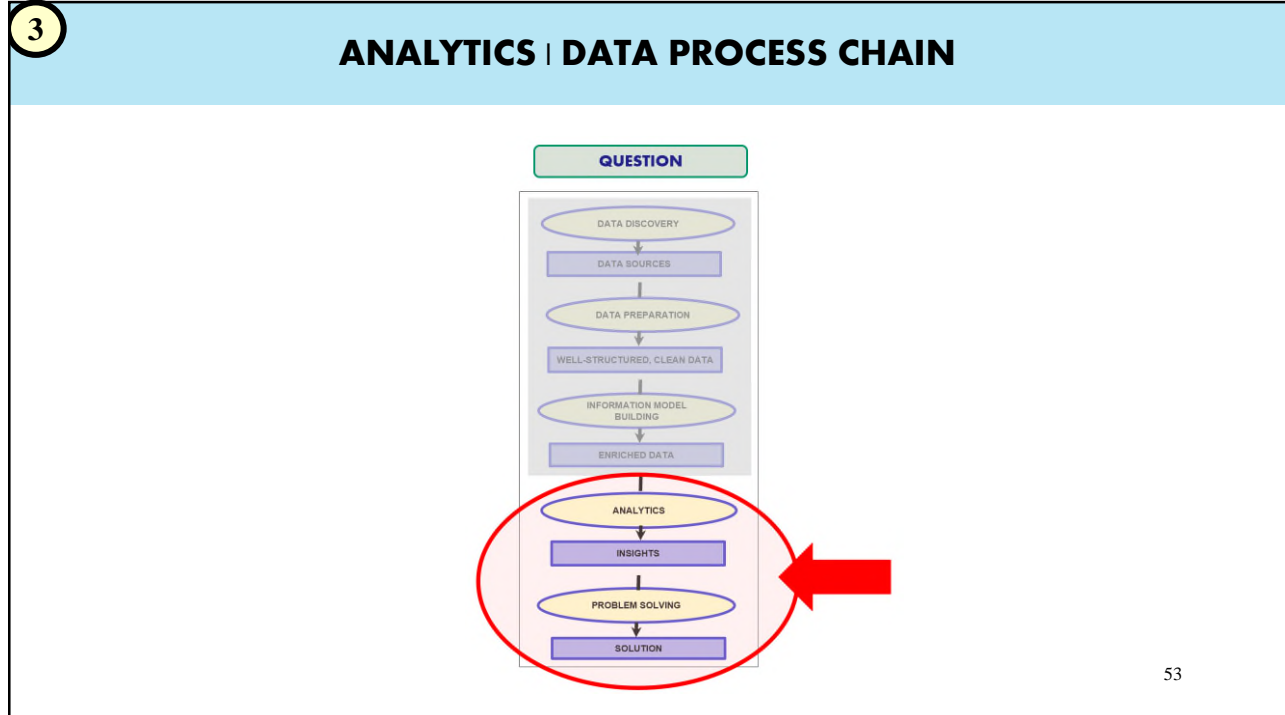 3
ANALYTICS | DATA PROCESS CHAIN
QUESTION
DATA DISCOVERY
DATA SOURCES
DATA PREPARATION
WELL-STRUCTURED, CLEAN DATA
INFORMATION MODEL
BUILDING
ENRICHED DATA
ANALYTICS
INSIGHTS
PROBLEM SOLVING
SOLUTION
53